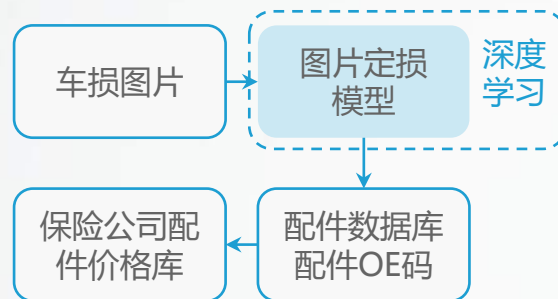 车损图片
图片定损
模型
深度
学习
保险公司配
件价格库
配件数据库
配件OE码